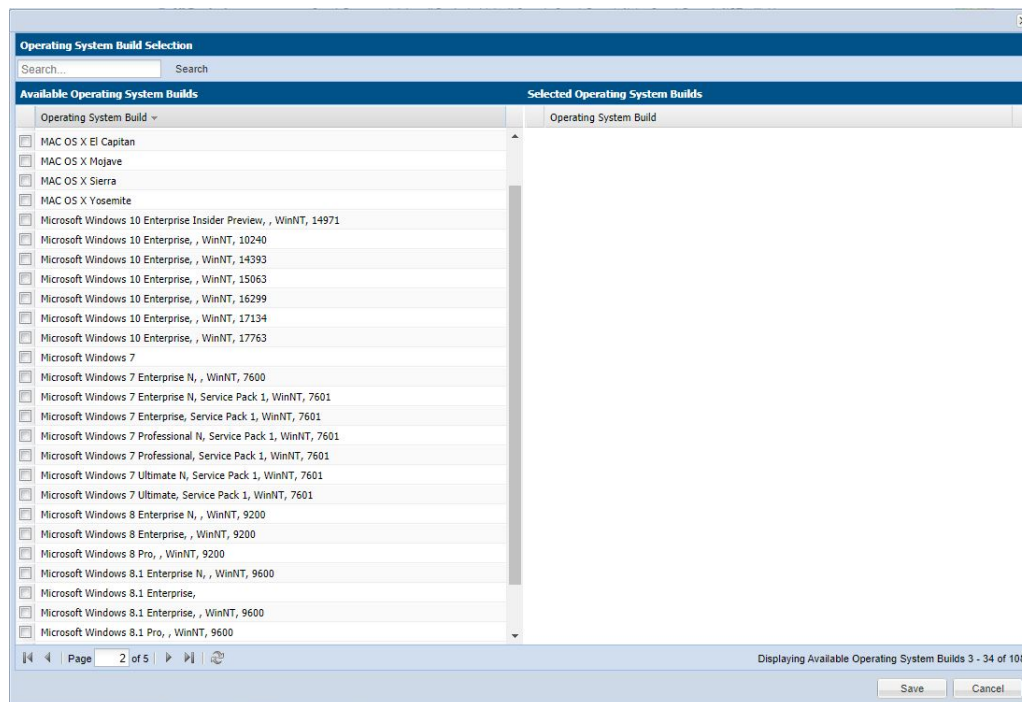 Operating System Build Selection
Search...
Search
Available Operating System Builds
Selected Operating System Builds
Operating System Build
Operating System Build
MAC OS X El Capitan
MAC OS X Mojave
MAC OS X Sierra
MAC OS X Yosemite
Microsoft Windows 10 Enterprise Insider Preview, , WinNT, 14971
Microsoft Windows 10 Enterprise, , WinNT, 10240
Microsoft Windows 10 Enterprise, , WinNT, 14393
Microsoft Windows 10 Enterprise, , WinNT, 15063
Microsoft Windows 10 Enterprise, , WinNT, 16299
Microsoft Windows 10 Enterprise, , WinNT, 17134
Microsoft Windows 10 Enterprise, , WinNT, 17763
Microsoft Windows 7
Microsoft Windows 7 Enterprise N, , WinNT, 7600
Microsoft Windows 7 Enterprise N, Service Pack 1, WinNT, 7601
Microsoft Windows 7 Enterprise, Service Pack 1, WinNT, 7601
Microsoft Windows 7 Professional N, Service Pack 1, WinNT, 7601
Microsoft Windows 7 Professional, Service Pack 1, WinNT, 7601
Microsoft Windows 7 Ultimate N, Service Pack 1, WinNT, 7601
Microsoft Windows 7 Ultimate, Service Pack 1, WinNT, 7601
Microsoft Windows 8 Enterprise N, , WinNT, 9200
Microsoft Windows 8 Enterprise, , WinNT, 9200
Microsoft Windows 8 Pro, , WinNT, 9200
Microsoft Windows 8.1 Enterprise N, , WinNT, 9600
Microsoft Windows 8.1 Enterprise,
Microsoft Windows 8.1 Enterprise, , WinNT, 9600
Microsoft Windows 8.1 Pro, , WinNT, 9600
Page 2 of 5
Displaying Available Operating System Builds 3 - 34 of
Save
Cancel